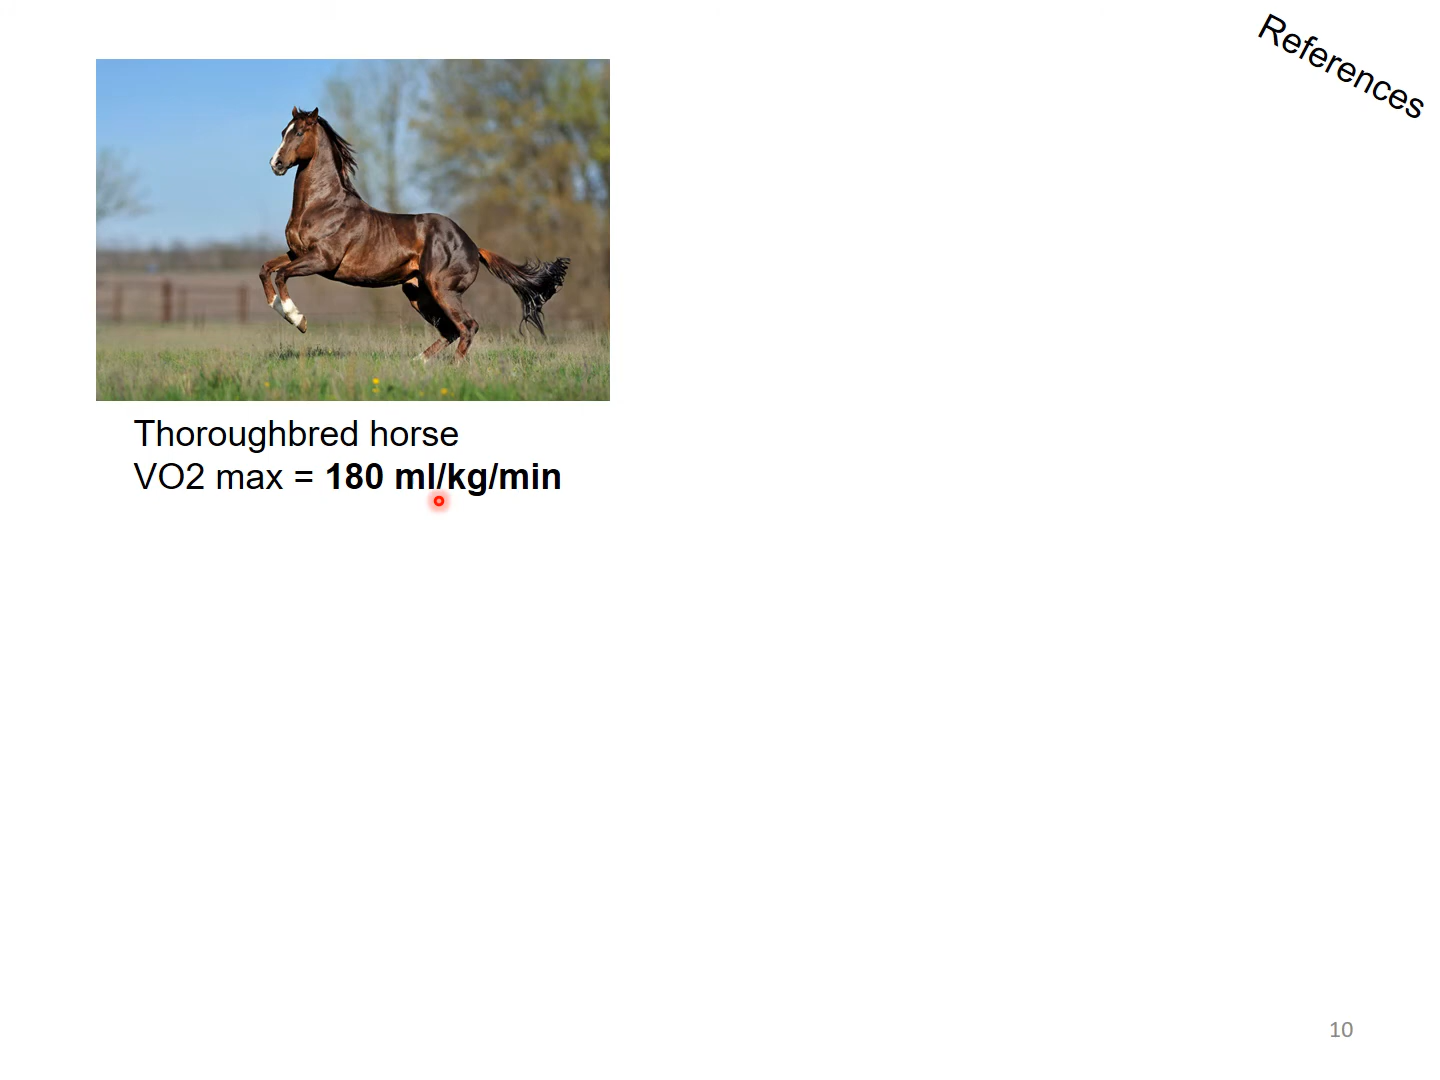 References
Thoroughbred horse
VO2 max = 180 ml/kg/min
10